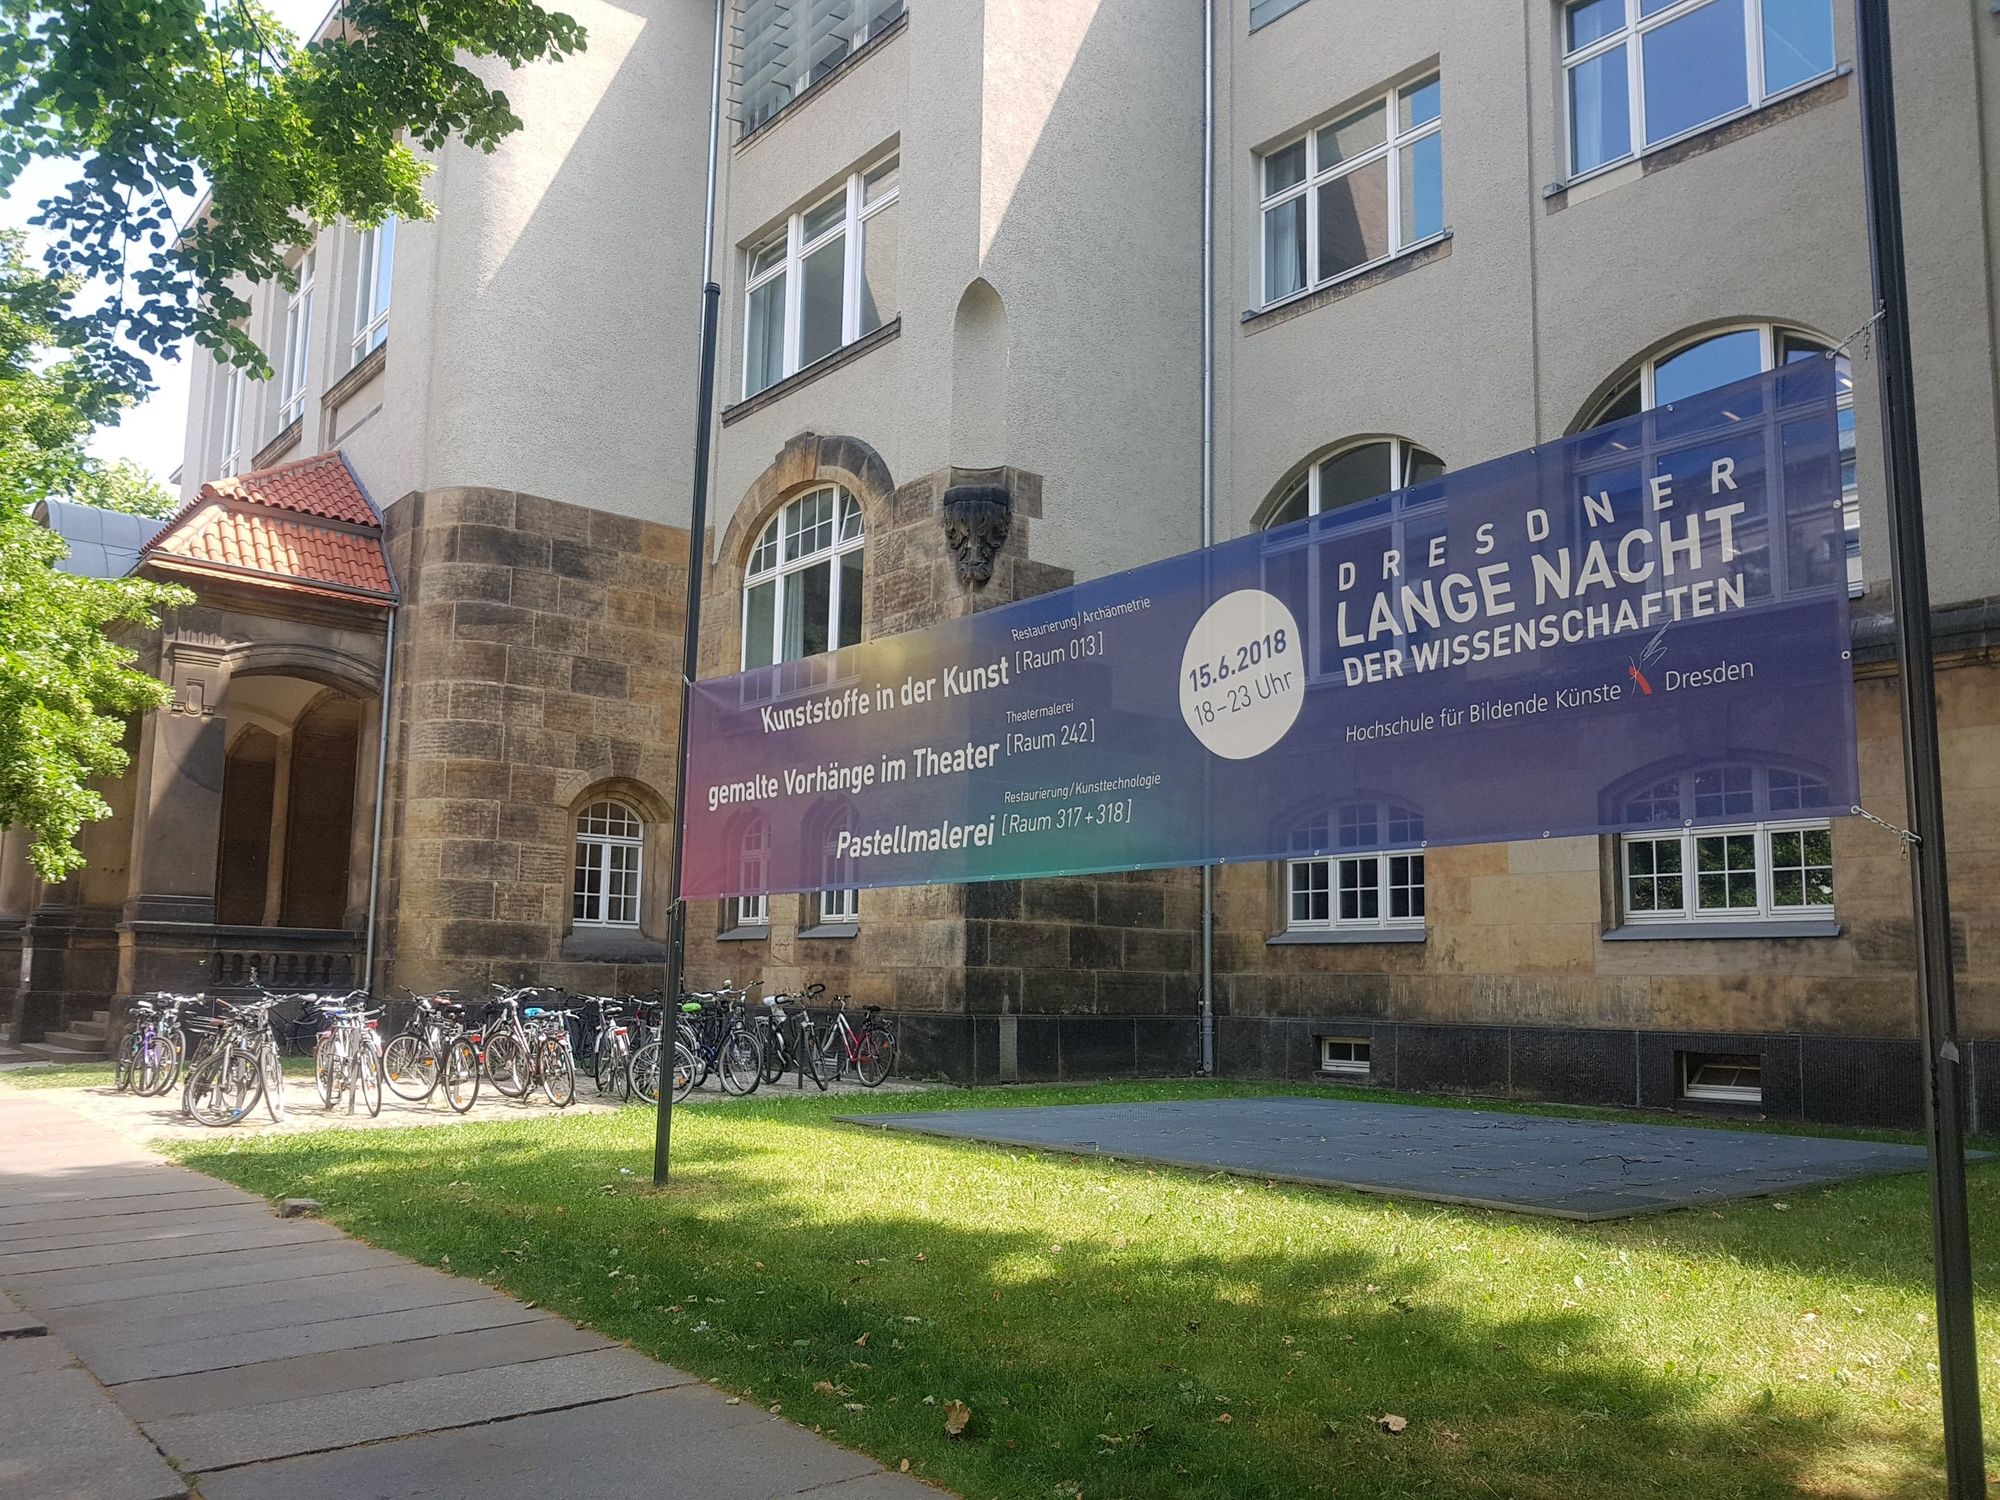 Restaurierung/Archäometrie
Kunststoffe in der Kunst [Raum 013]
Theatermalerei
gemalte Vorhänge im Theater [Raum 242]
Restaurierung/Kunsttechnologie
Pastellmalerei [Raum 317+318]
15.6.2018
18–23 Uhr
DRESDNER
LANGE NACHT
DER WISSENSCHAFTEN
Hochschule für Bildende Künste Dresden